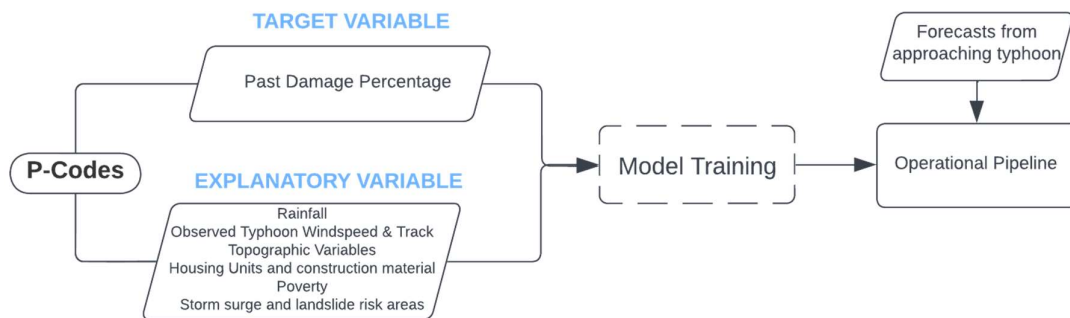 TARGET VARIABLE
Past Damage Percentage
P-Codes
EXPLANATORY VARIABLE
Rainfall
Observed Typhoon Windspeed & Track
Topographic Variables
Housing Units and construction material
Poverty
Storm surge and landslide risk areas
Model Training
Forecasts from
approaching typhoon
Operational Pipeline